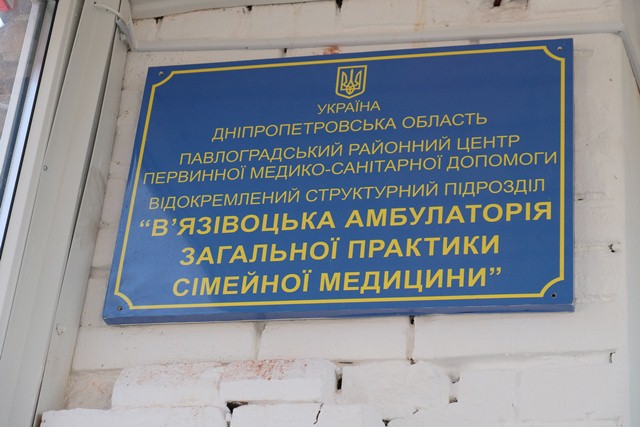 УКРАЇНА
ДНІПРОПЕТРОВСЬКА ОБЛАСТЬ
ПАВЛОГРАДСЬКИЙ РАЙОННИЙ ЦЕНТР
ПЕРВИННОЇ МЕДИКО-САНІТАРНОЇ ДОПОМОГИ
ВІДОКРЕМЛЕНИЙ СТРУКТУРНИЙ ПІДРОЗДІЛ
“В’ЯЗІВОЦЬКА АМБУЛАТОРІЯ
ЗАГАЛЬНОЇ ПРАКТИКИ
СІМЕЙНОЇ МЕДИЦИНИ”